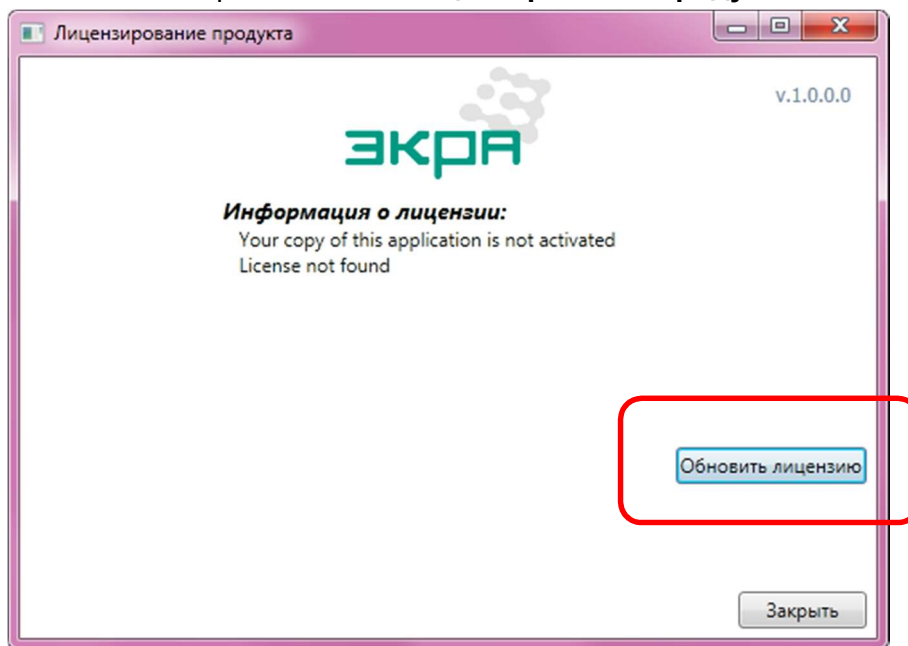 Лицензирование продукта
v.1.0.0.0
экра
Информация о лицензии:
Your copy of this application is not activated
License not found
Обновить лицензию
Закрыть